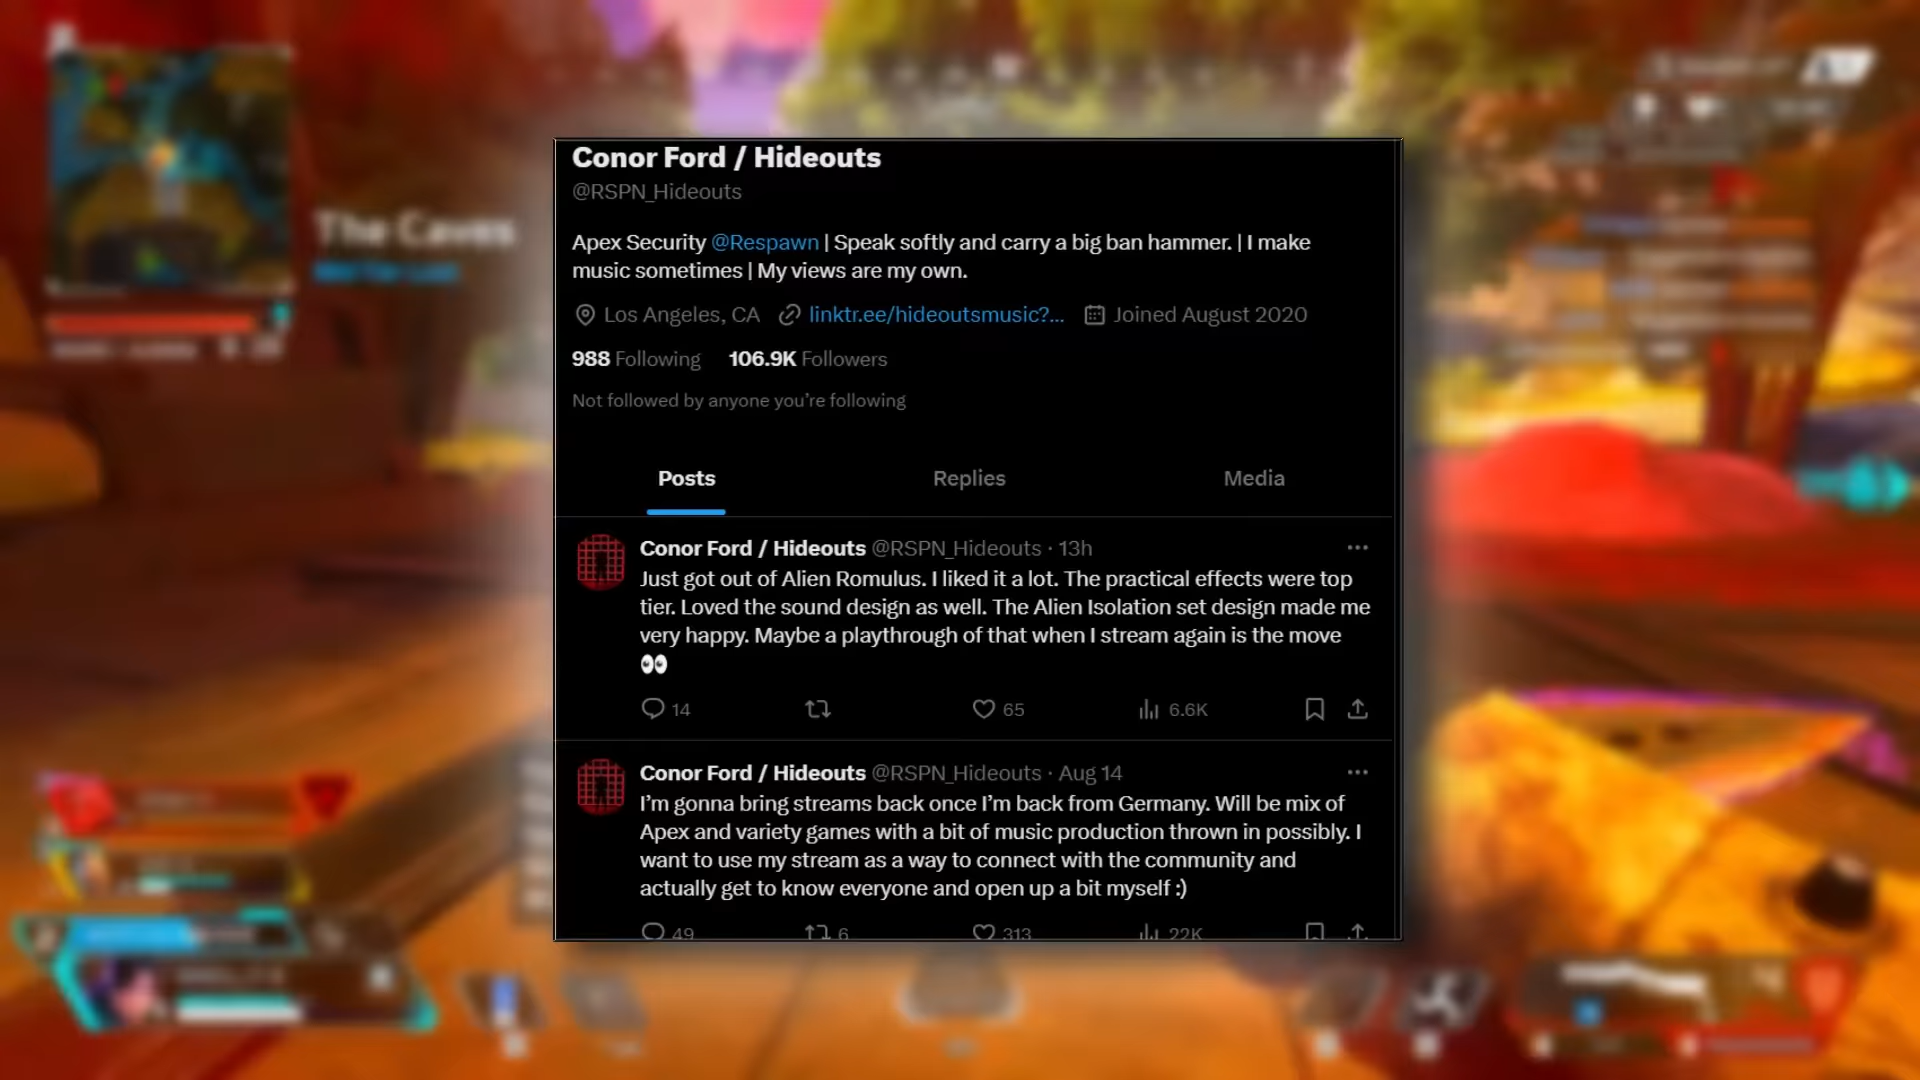 The Caves
Conor Ford / Hideouts
@RSPN_Hideouts
Apex Security @Respawn | Speak softly and carry a big ban hammer. | I make
music sometimes | My views are my own.
Los Angeles, CA linktr.ee/hideoutsmusic?... Joined August 2020
988 Following 106.9K Followers
Not followed by anyone you’re following
Posts Replies Media
Conor Ford / Hideouts @RSPN_Hideouts · 13h
Just got out of Alien Romulus. I liked it a lot. The practical effects were top
tier. Loved the sound design as well. The Alien Isolation set design made me
very happy. Maybe a playthrough of that when I stream again is the move
👀
14 65 6.6K
Conor Ford / Hideouts @RSPN_Hideouts · Aug 14
I’m gonna bring streams back once I’m back from Germany. Will be mix of
Apex and variety games with a bit of music production thrown in possibly. I
want to use my stream as a way to connect with the community and
actually get to know everyone and open up a bit myself :)
49 6 313 22K